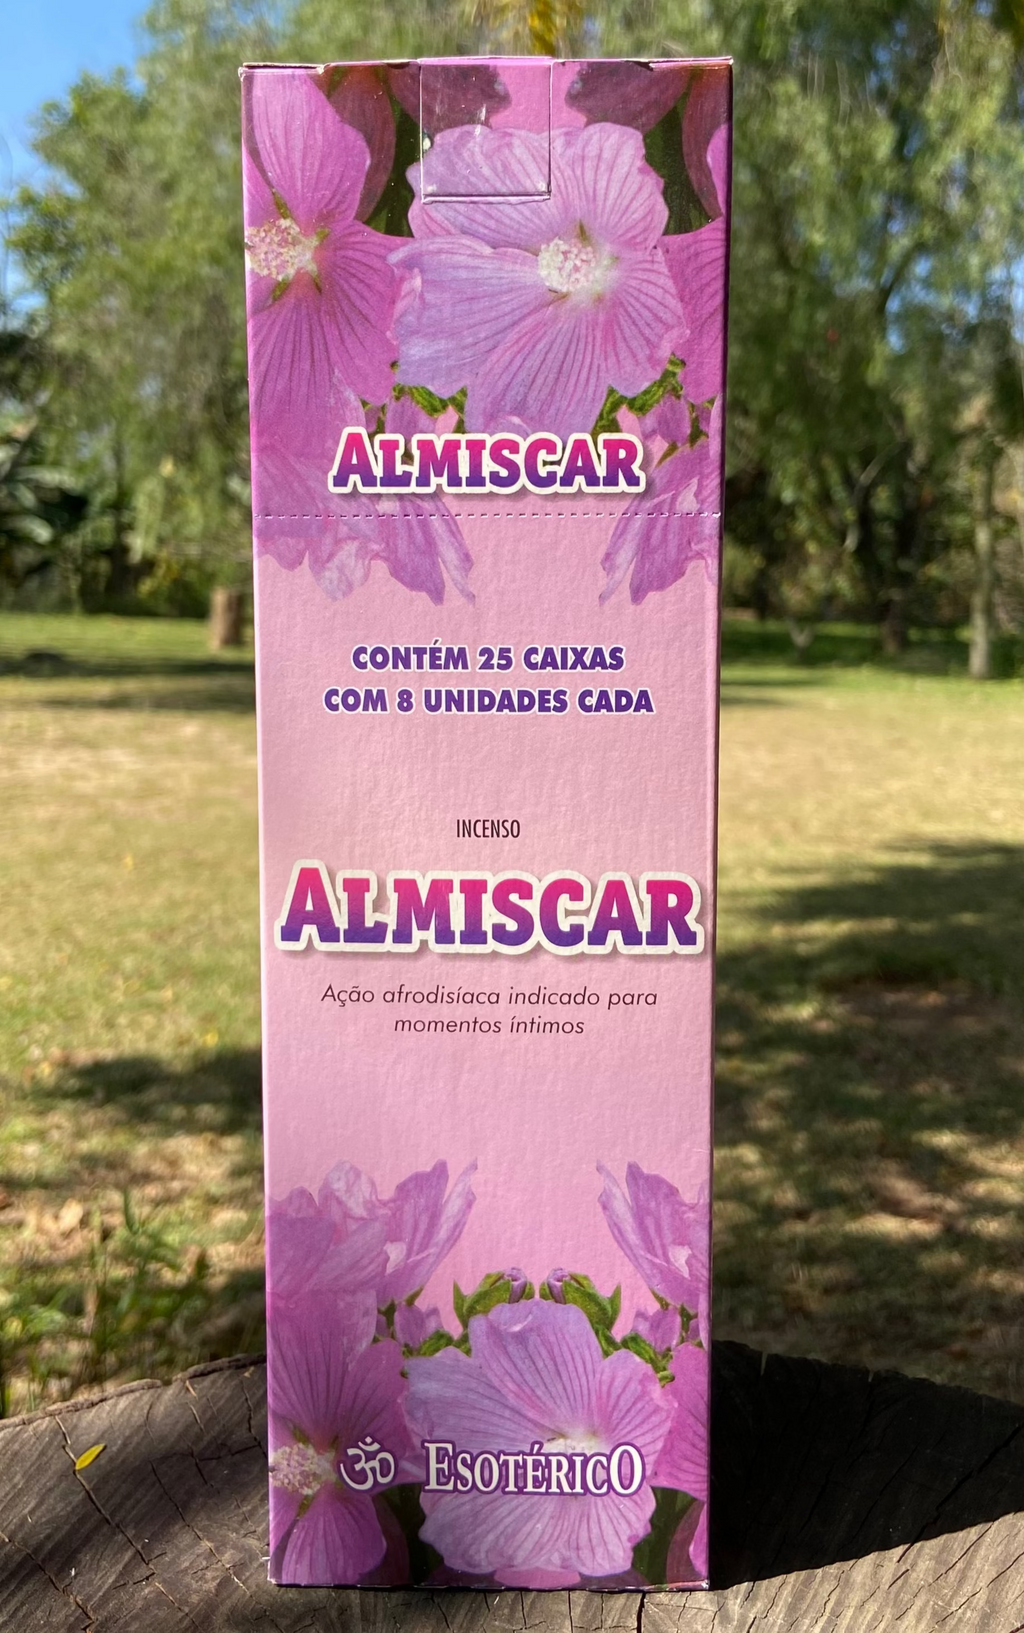 ALMISCAR
CONTÉM 25 CAIXAS
COM 8 UNIDADES CADA
INCENSO
ALMISCAR
Ação afrodisíaca indicado para
momentos íntimos
ॐ ESOTÉRICO